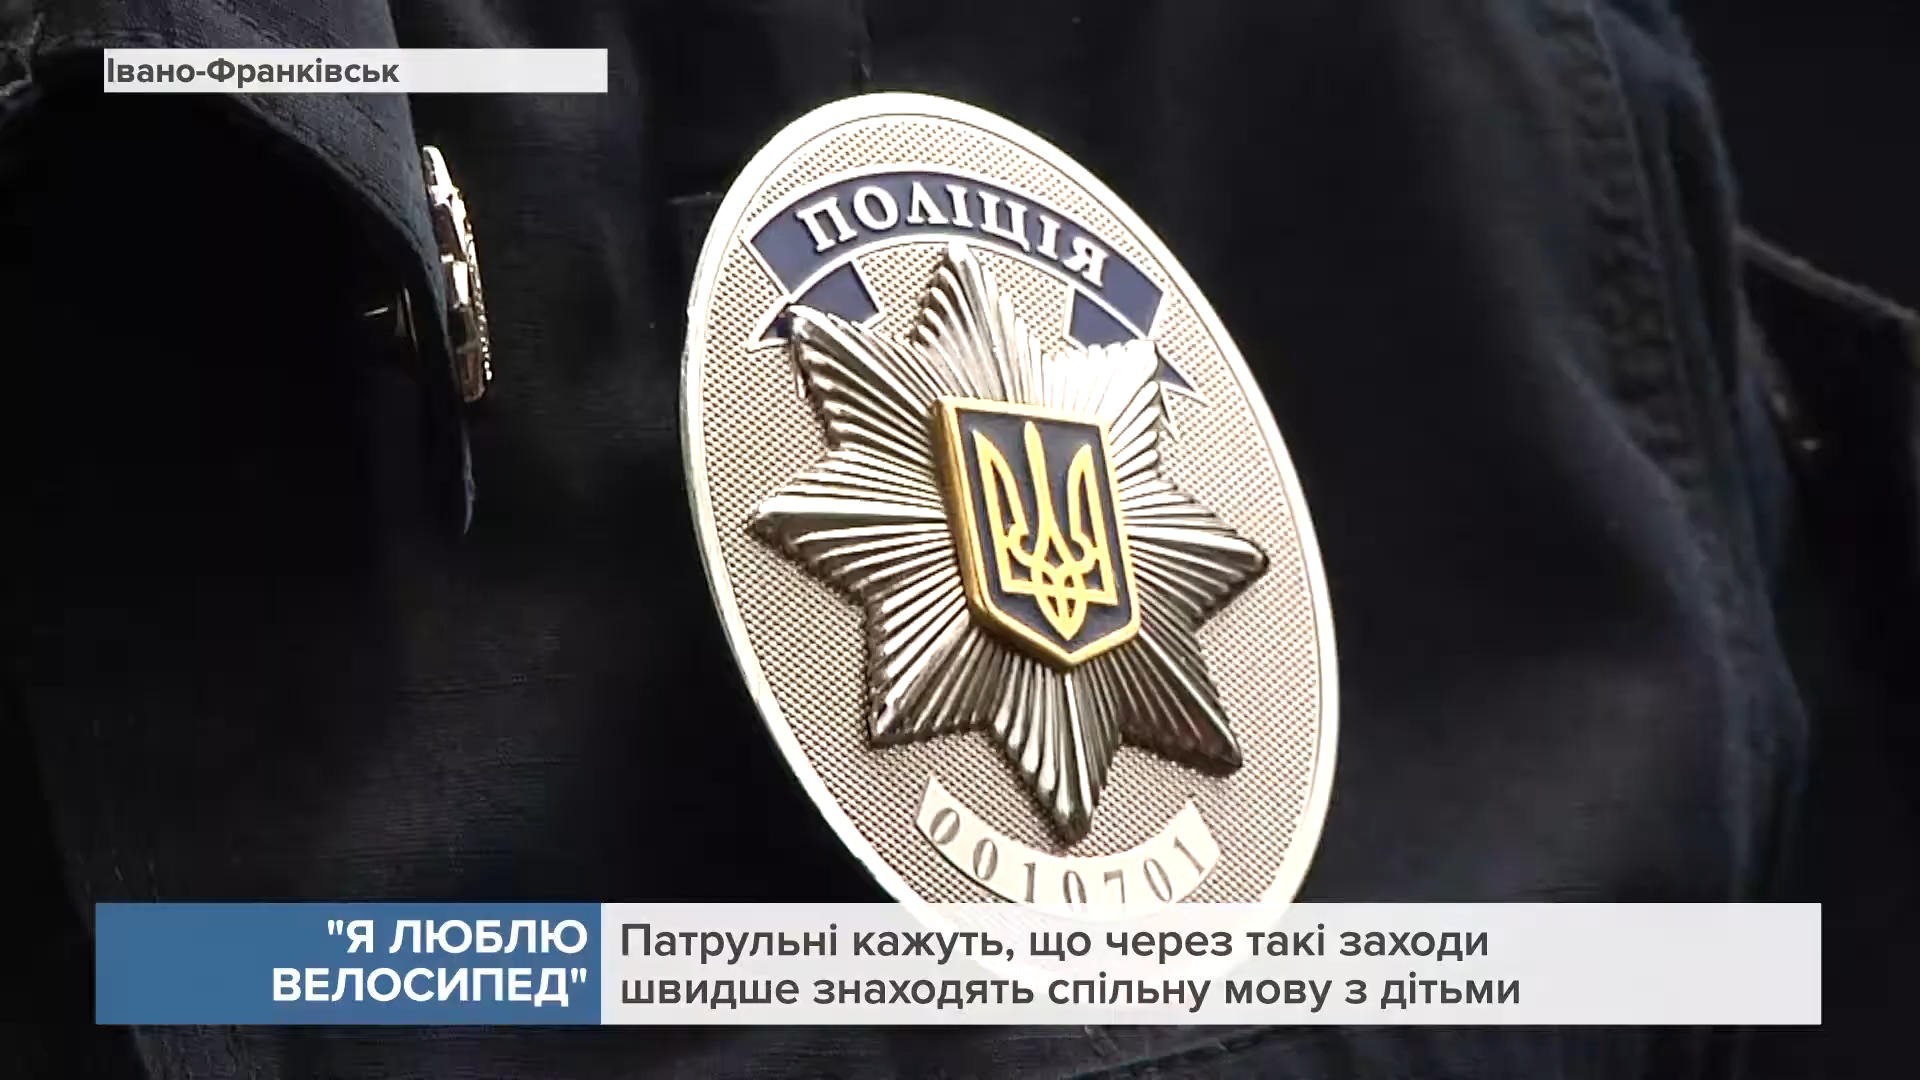 Івано-Франківськ
ПОЛІЦІЯ
0010701
"Я ЛЮБЛЮ
ВЕЛОСИПЕД"
Патрульні кажуть, що через такі заходи
швидше знаходять спільну мову з дітьми